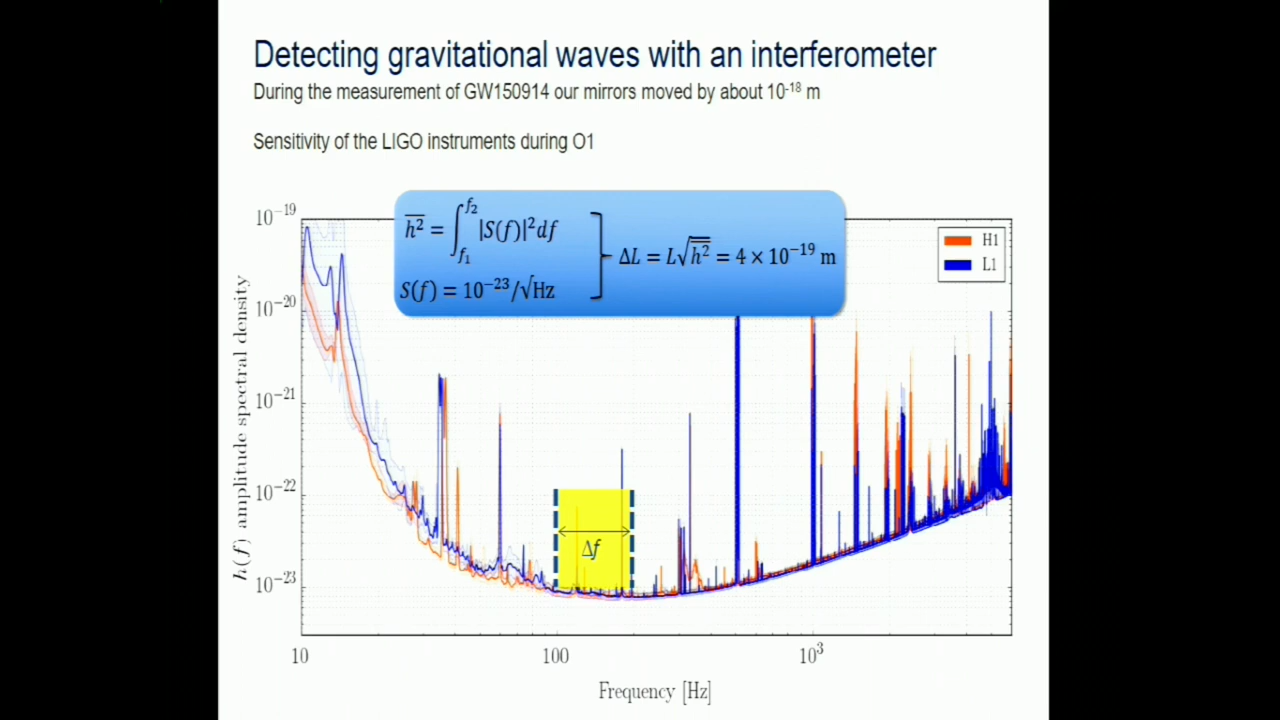 Detecting gravitational waves with an interferometer
During the measurement of GW150914 our mirrors moved by about 10⁻¹⁸ m
Sensitivity of the LIGO instruments during O1
h̅²̅ = ∫_{f₁}^{f₂} |S(f)|² df
S(f) = 10⁻²³/√Hz
ΔL = L√h̅²̅ = 4 × 10⁻¹⁹ m
H1
L1
10⁻¹⁹
10⁻²⁰
10⁻²¹
10⁻²²
10⁻²³
h(f) amplitude spectral density
Δf
10
100
10³
Frequency [Hz]